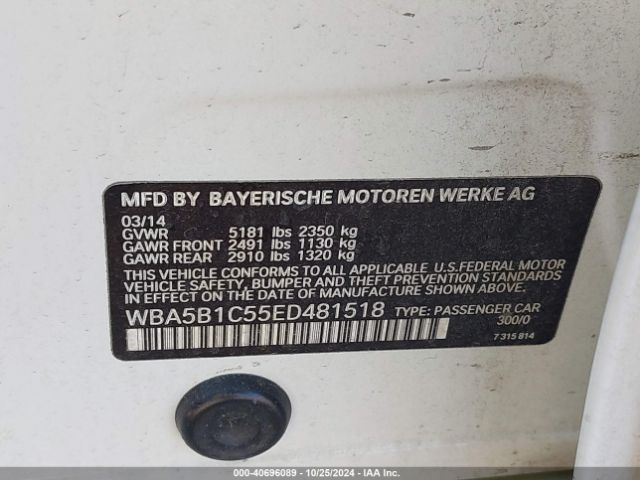 MFD BY BAYERISCHE MOTOREN WERKE AG
03/14
GVWR 5181 lbs 2350 kg
GAWR FRONT 2491 lbs 1130 kg
GAWR REAR 2910 lbs 1320 kg
THIS VEHICLE CONFORMS TO ALL APPLICABLE U.S.FEDERAL MOTOR
VEHICLE SAFETY, BUMPER, AND THEFT PREVENTION STANDARDS
IN EFFECT ON THE DATE OF MANUFACTURE SHOWN ABOVE.
WBA5B1C55ED481518 TYPE: PASSENGER CAR
300/0
7 315 814
000-40696089 - 10/25/2024 - IAA Inc.